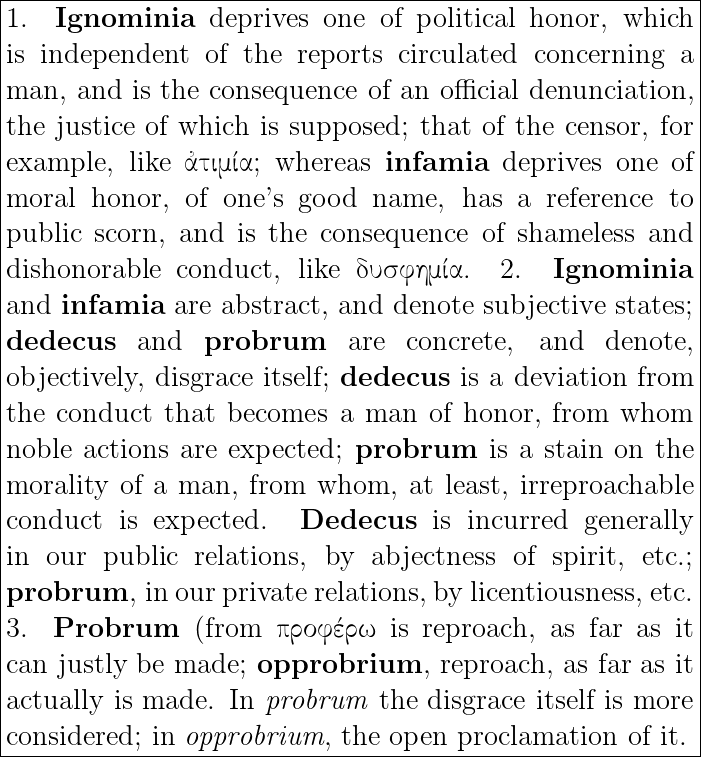 1. Ignominia deprives one of political honor, which
is independent of the reports circulated concerning a
man, and is the consequence of an official denunciation,
the justice of which is supposed; that of the censor, for
example, like ἀτιμία; whereas infamia deprives one of
moral honor, of one's good name, has a reference to
public scorn, and is the consequence of shameless and
dishonorable conduct, like δυσφημία. 2. Ignominia
and infamia are abstract, and denote subjective states;
dedecus and probrum are concrete, and denote,
objectively, disgrace itself; dedecus is a deviation from
the conduct that becomes a man of honor, from whom
noble actions are expected; probrum is a stain on the
morality of a man, from whom, at least, irreproachable
conduct is expected. Dedecus is incurred generally
in our public relations, by abjectness of spirit, etc.;
probrum, in our private relations, by licentiousness, etc.
3. Probrum (from προφέρω is reproach, as far as it
can justly be made; opprobrium, reproach, as far as it
actually is made. In probrum the disgrace itself is more
considered; in opprobrium, the open proclamation of it.